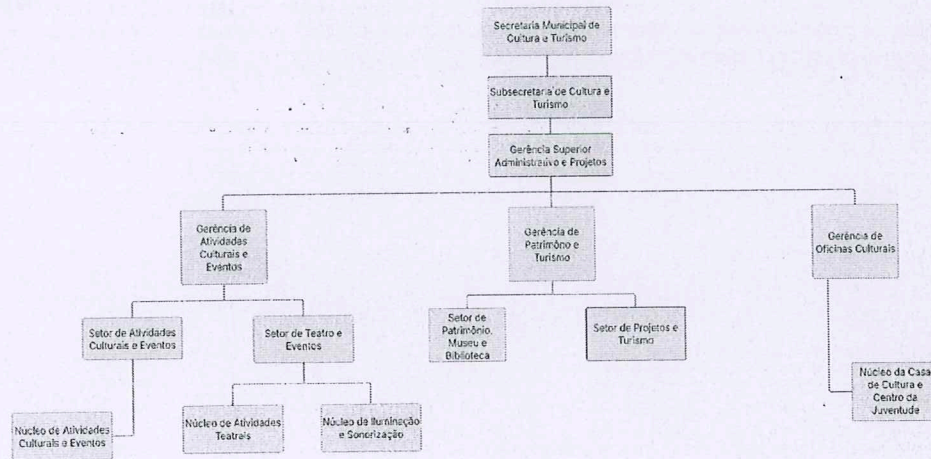 Secretaria Municipal de
Cultura e Turismo
Subsecretaria de Cultura e
Turismo
Gerência Superior
Administrativo e Projetos
Gerência de
Atividades
Culturais e
Eventos
Gerência de
Patrimôno e
Turismo
Gerência de
Oficinas Culturais
Setor de Atividades
Culturais e Eventos
Setor de Teatro e
Eventos
Setor de
Patrimônio,
Museu e
Biblioteca
Setor de Projetos e
Turismo
Núcleo da Casa
de Cultura e
Centro da
Juventude
Núcleo de Atividades
Culturais e Eventos
Núcleo de Atividades
Teatrais
Núcleo de Iluminação
e Sonorização